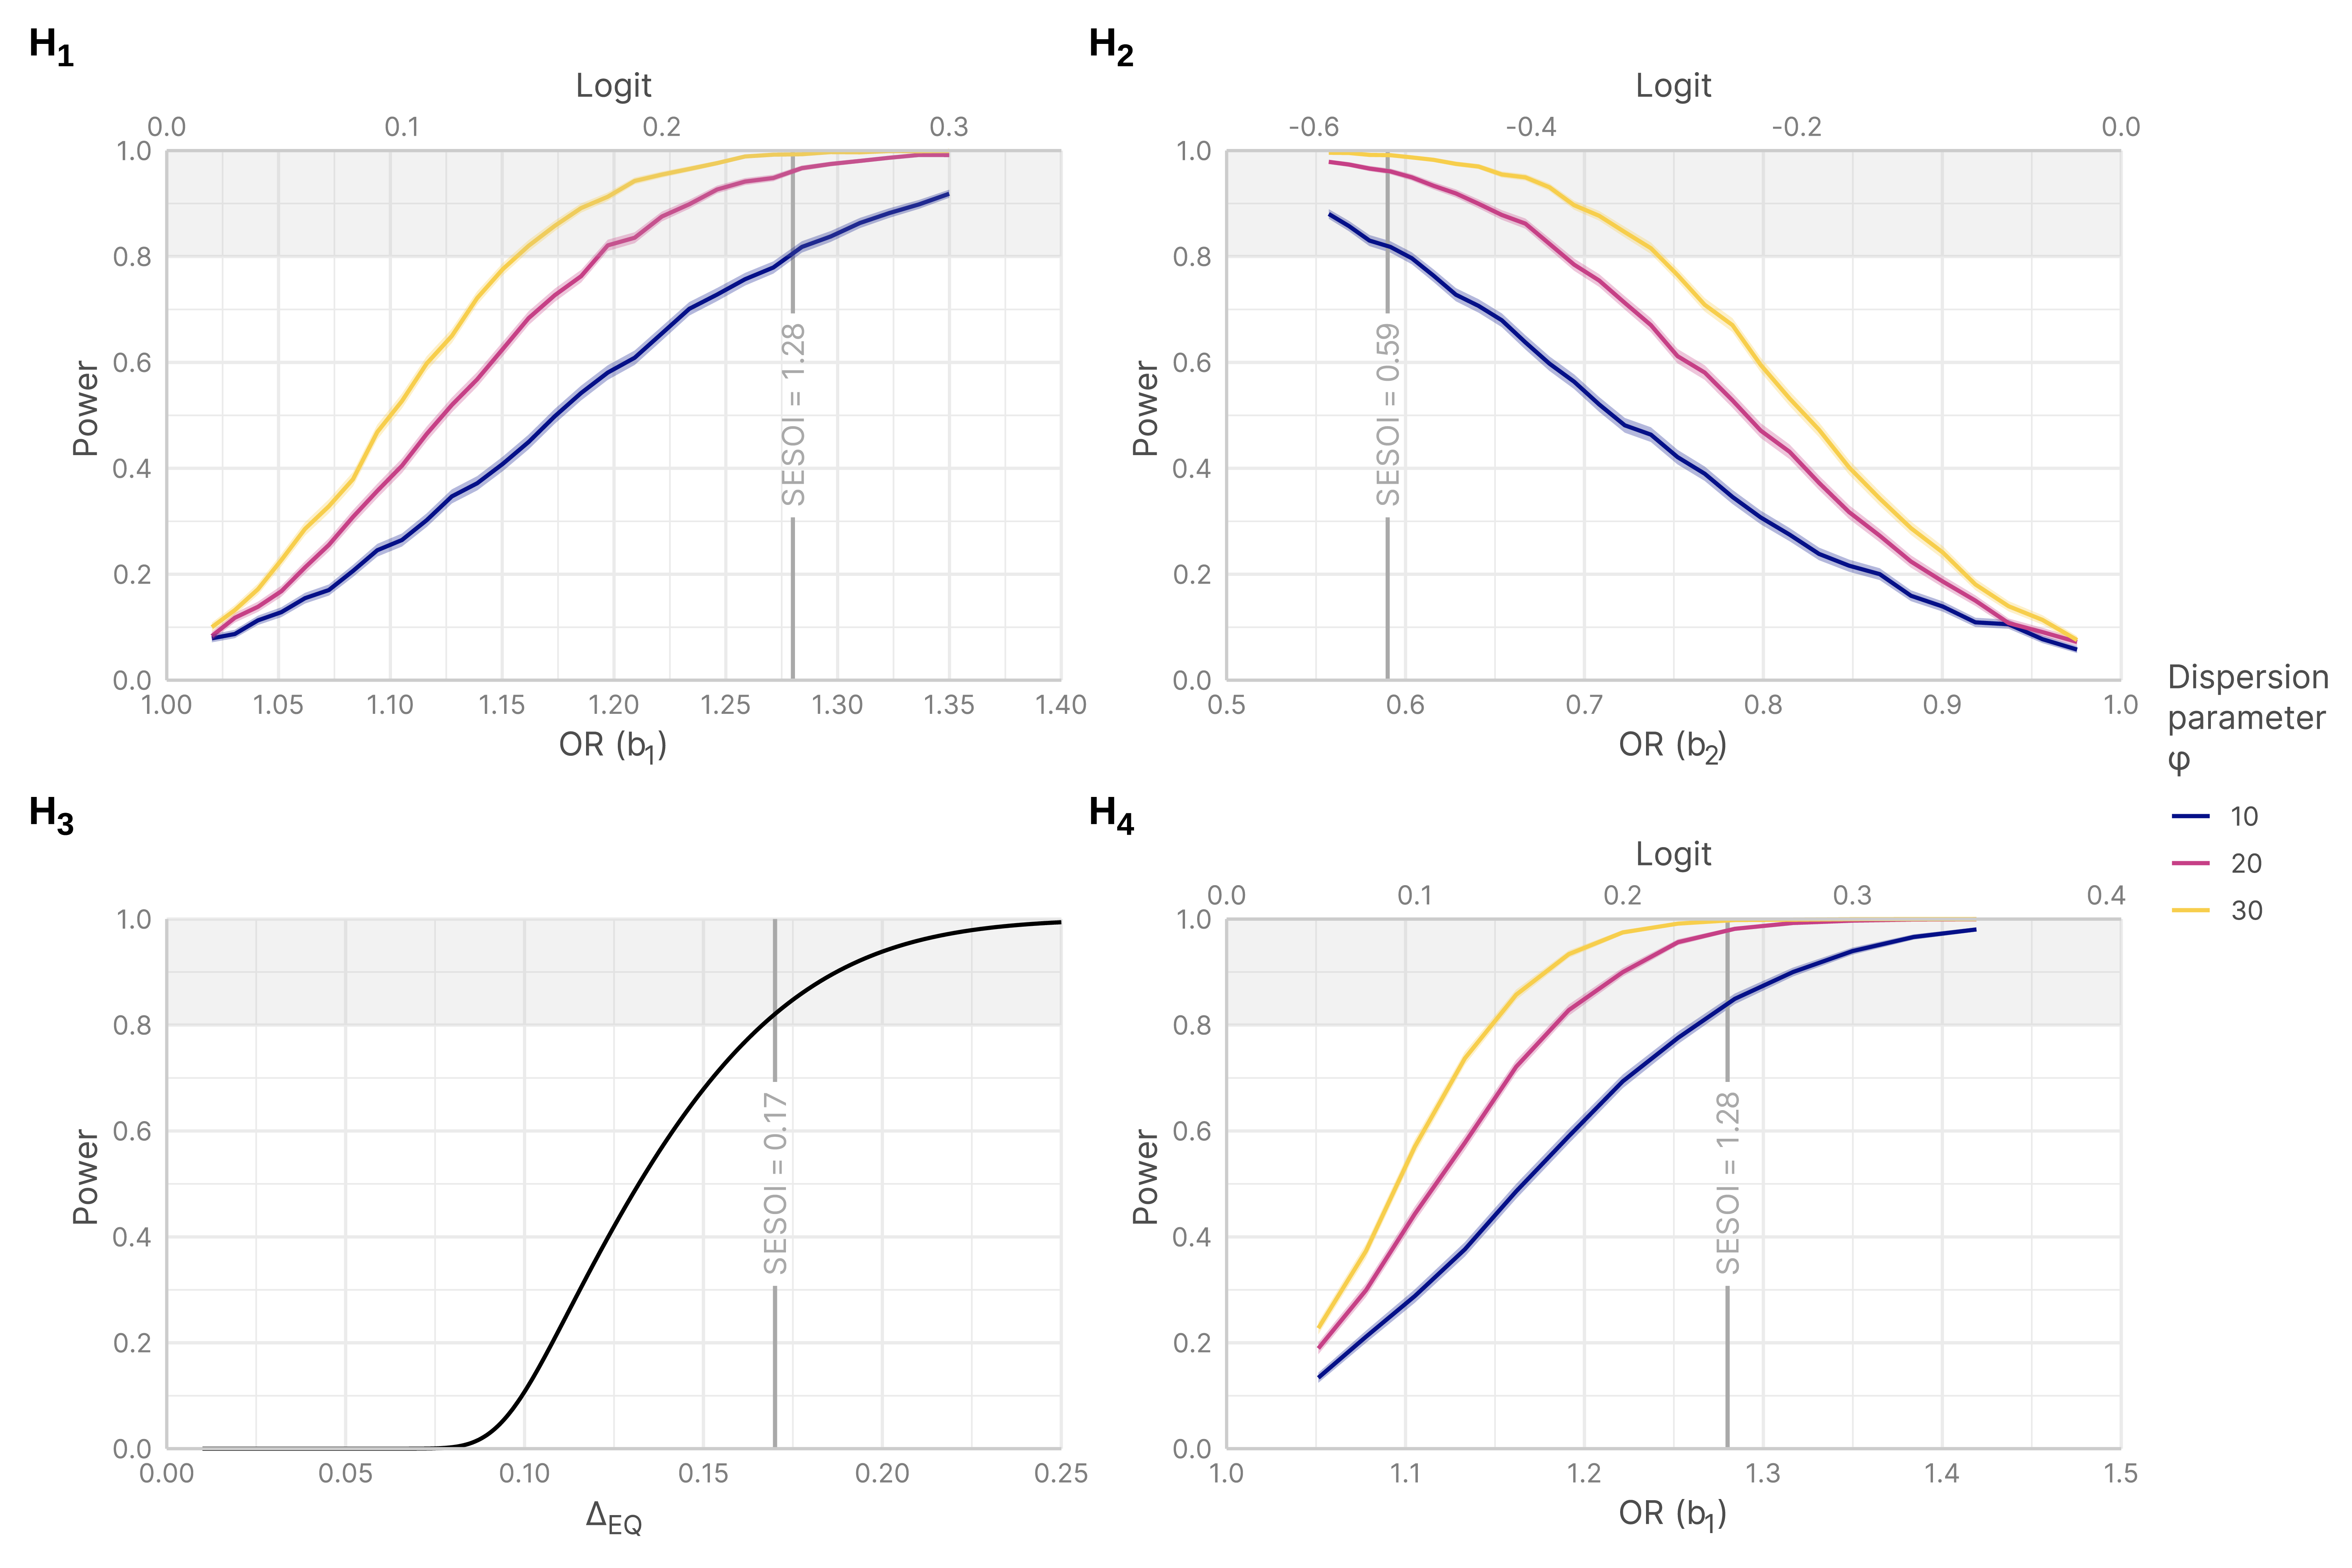 H1
Logit
0.0 0.1 0.2 0.3
1.0
0.8
0.6
0.4
0.2
0.0
Power
SESOI = 1.28
1.00 1.05 1.10 1.15 1.20 1.25 1.30 1.35 1.40
OR (b1)
H2
Logit
-0.6 -0.4 -0.2 0.0
1.0
0.8
0.6
0.4
0.2
0.0
Power
SESOI = 0.59
0.5 0.6 0.7 0.8 0.9 1.0
OR (b2)
H3
1.0
0.8
0.6
0.4
0.2
0.0
Power
SESOI = 0.17
0.00 0.05 0.10 0.15 0.20 0.25
ΔEQ
H4
Logit
0.0 0.1 0.2 0.3 0.4
1.0
0.8
0.6
0.4
0.2
0.0
Power
SESOI = 1.28
1.0 1.1 1.2 1.3 1.4 1.5
OR (b1)
Dispersion
parameter
φ
10
20
30